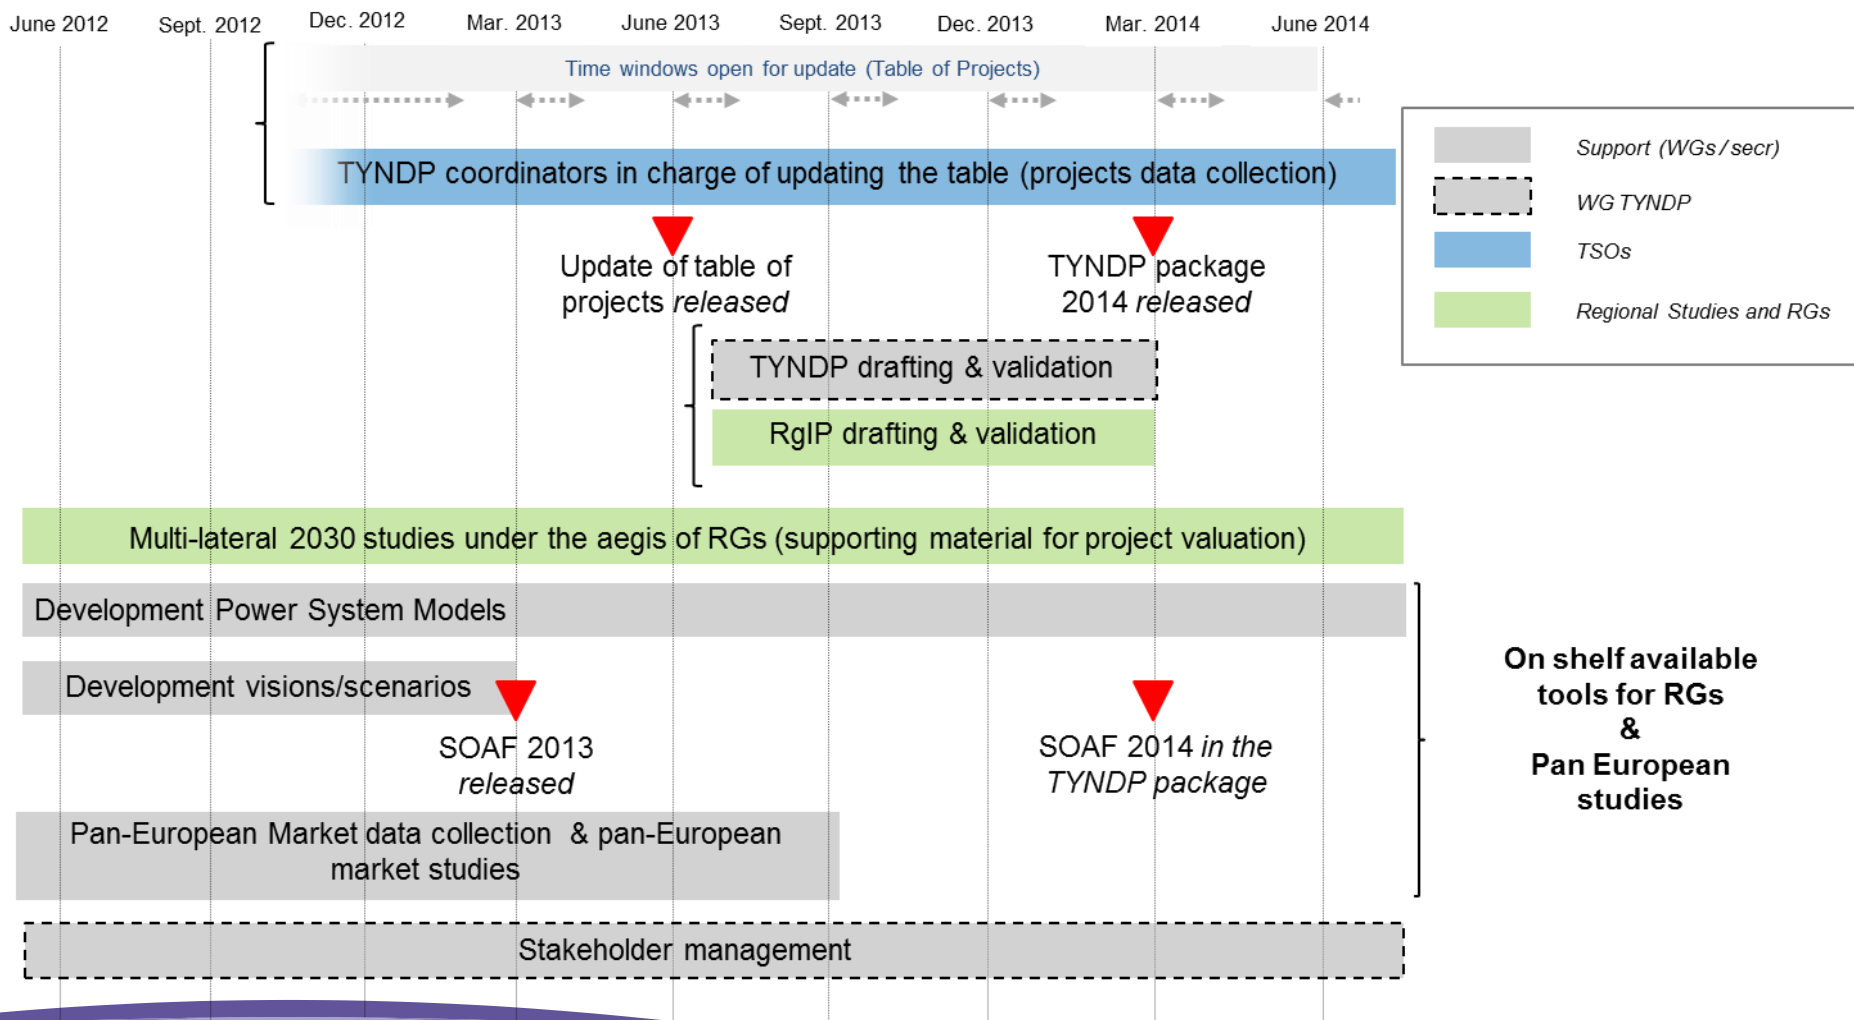 June 2012
Sept. 2012
Dec. 2012
Mar. 2013
June 2013
Sept. 2013
Dec. 2013
Mar. 2014
June 2014
Time windows open for update (Table of Projects)
TYNDP coordinators in charge of updating the table (projects data collection)
Support (WGs/secr)
WG TYNDP
TSOs
Regional Studies and RGs
Update of table of
projects released
TYNDP package
2014 released
TYNDP drafting & validation
RgIP drafting & validation
Multi-lateral 2030 studies under the aegis of RGs (supporting material for project valuation)
Development Power System Models
Development visions/scenarios
SOAF 2013
released
SOAF 2014 in the
TYNDP package
On shelf available
tools for RGs
&
Pan European
studies
Pan-European Market data collection & pan-European
market studies
Stakeholder management